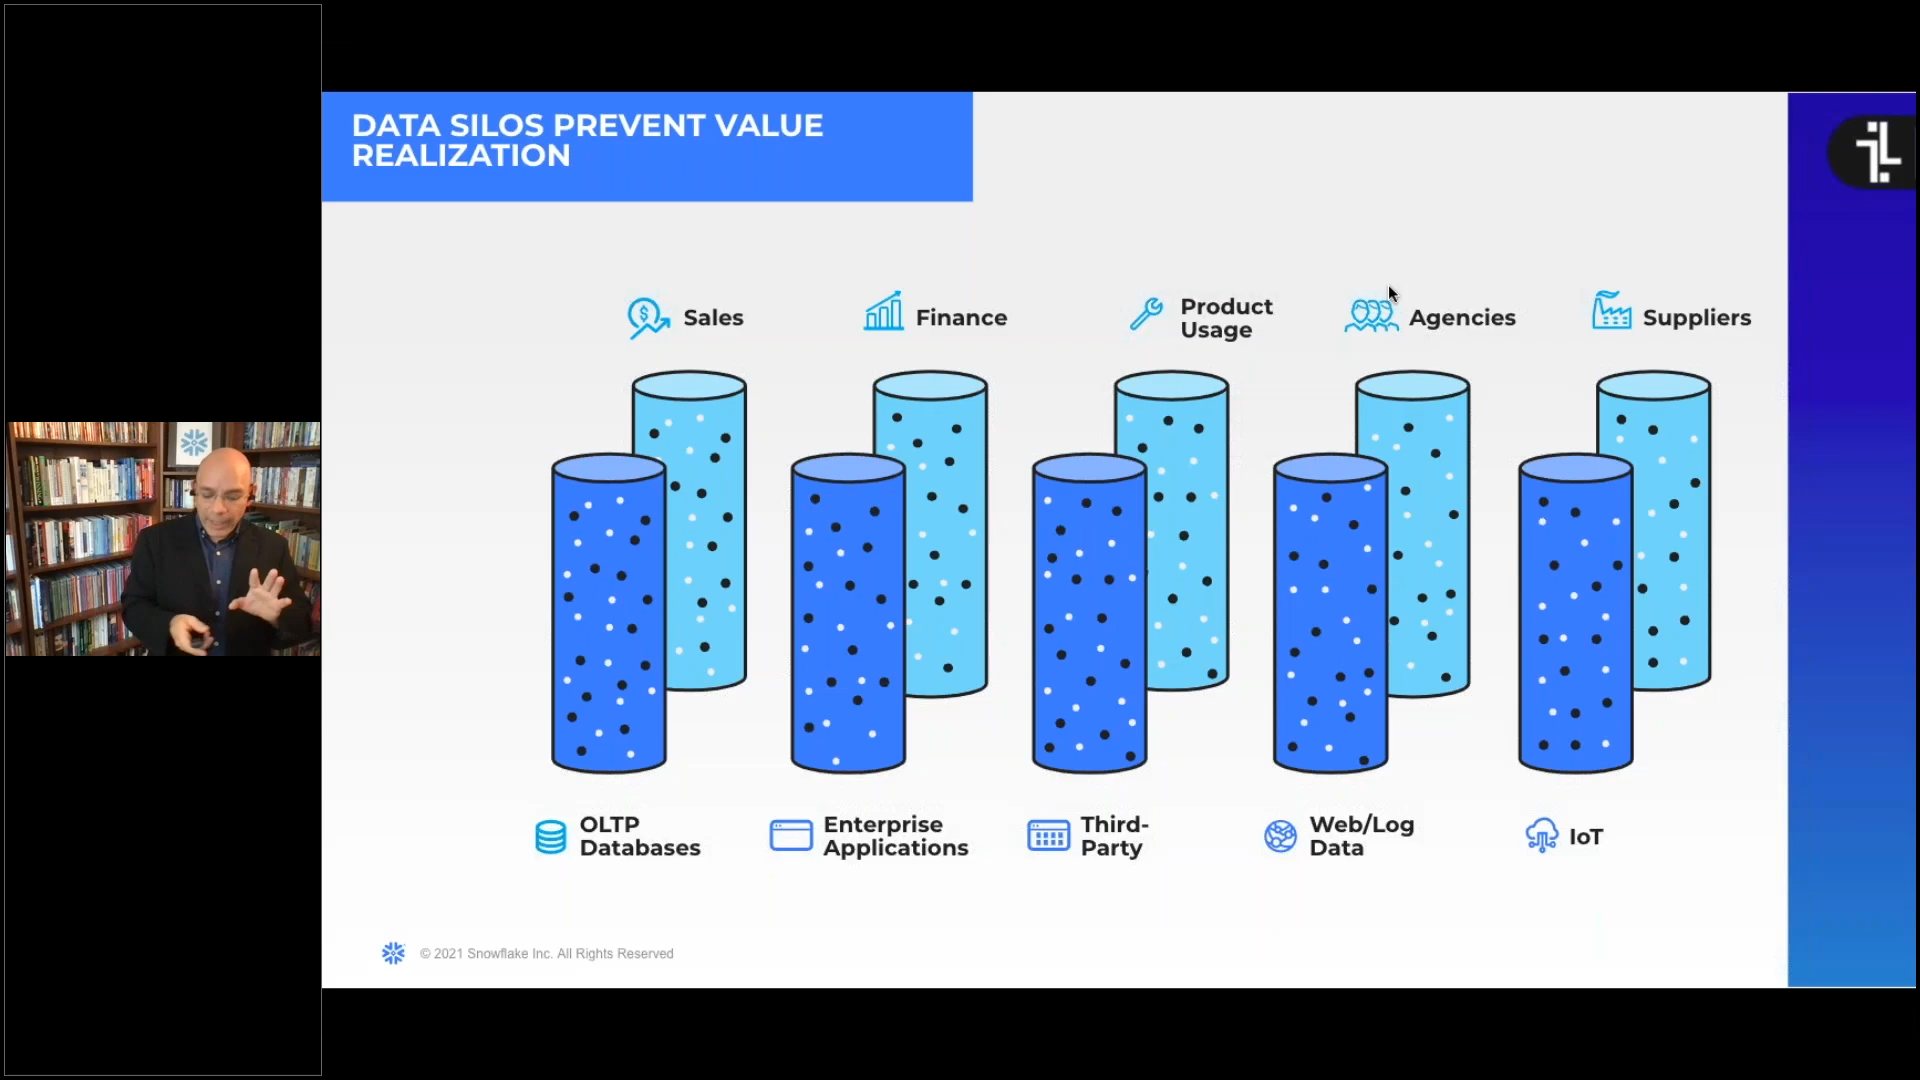 DATA SILOS PREVENT VALUE
REALIZATION
Sales
Finance
Product
Usage
Agencies
Suppliers
OLTP
Databases
Enterprise
Applications
Third-
Party
Web/Log
Data
IoT
© 2021 Snowflake Inc. All Rights Reserved